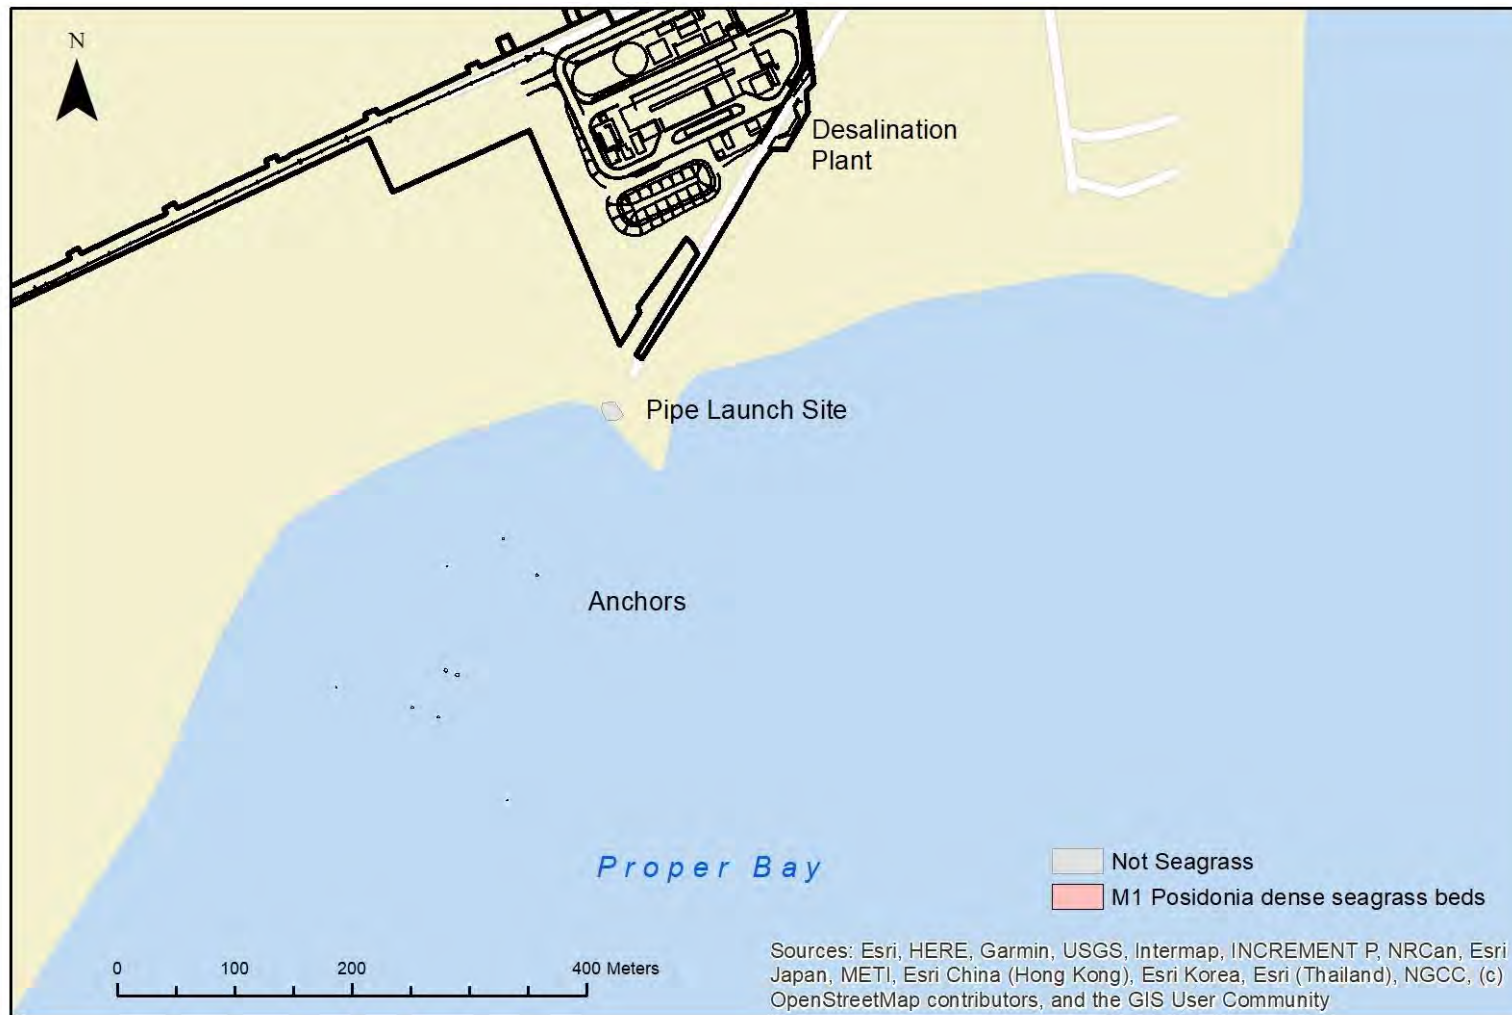 N
Desalination
Plant
Pipe Launch Site
Anchors
Proper Bay
Not Seagrass
M1 Posidonia dense seagrass beds
0 100 200 400 Meters
Sources: Esri, HERE, Garmin, USGS, Intermap, INCREMENT P, NRCan, Esri
Japan, METI, Esri China (Hong Kong), Esri Korea, Esri (Thailand), NGCC, (c)
OpenStreetMap contributors, and the GIS User Community